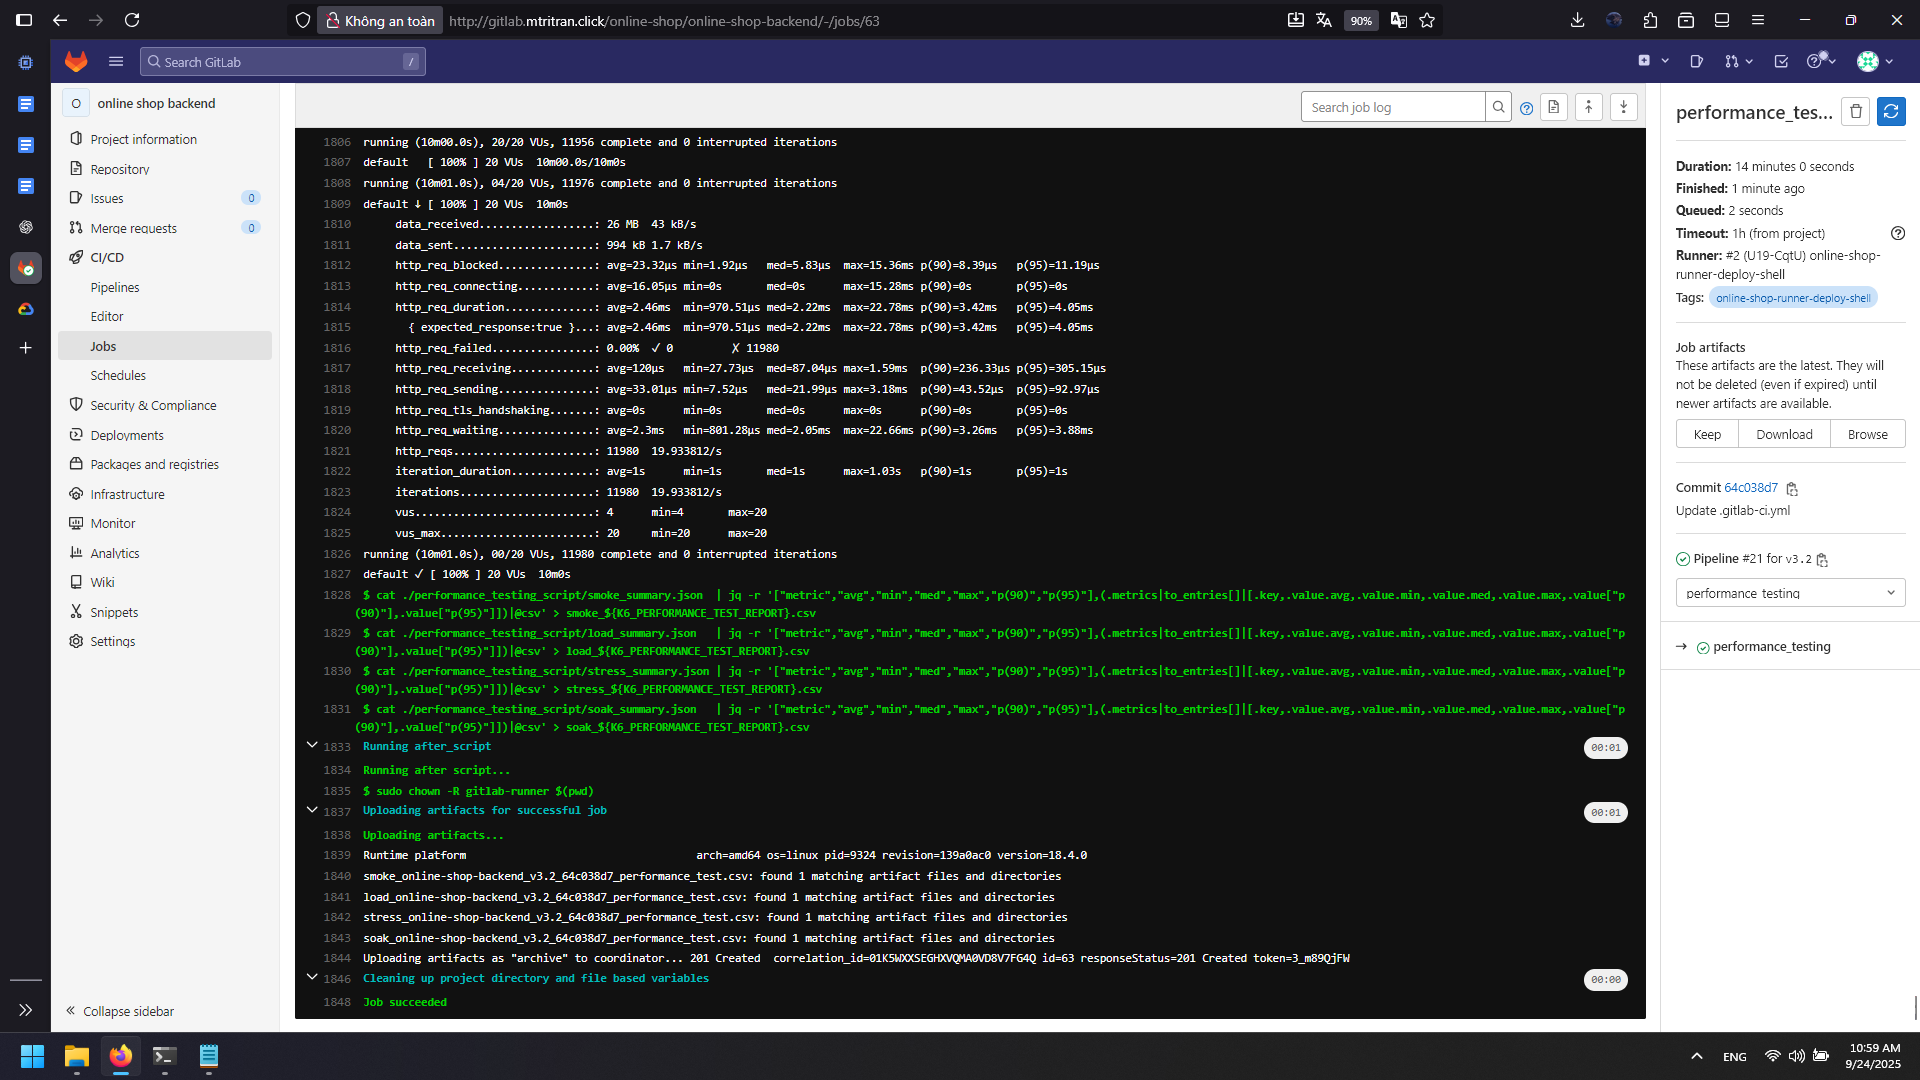 Không an toàn http://gitlab.mtritran.click/online-shop/online-shop-backend/-/jobs/63 90%
Search GitLab /
O online shop backend
Project information
Repository
Issues 0
Merge requests 0
CI/CD
Pipelines
Editor
Jobs
Schedules
Security & Compliance
Deployments
Packages and registries
Infrastructure
Monitor
Analytics
Wiki
Snippets
Settings
Collapse sidebar
Search job log
1806 running (10m00.0s), 20/20 VUs, 11956 complete and 0 interrupted iterations
1807 default   [ 100% ] 20 VUs  10m00.0s/10m0s
1808 running (10m01.0s), 04/20 VUs, 11976 complete and 0 interrupted iterations
1809 default ↓ [ 100% ] 20 VUs  10m0s
1810 data_received..................: 26 MB  43 kB/s
1811 data_sent......................: 994 kB 1.7 kB/s
1812 http_req_blocked...............: avg=23.32µs min=1.92µs   med=5.83µs  max=15.36ms p(90)=8.39µs   p(95)=11.19µs
1813 http_req_connecting............: avg=16.05µs min=0s       med=0s      max=15.28ms p(90)=0s       p(95)=0s
1814 http_req_duration..............: avg=2.46ms  min=970.51µs med=2.22ms  max=22.78ms p(90)=3.42ms   p(95)=4.05ms
1815 { expected_response:true }...: avg=2.46ms  min=970.51µs med=2.22ms  max=22.78ms p(90)=3.42ms   p(95)=4.05ms
1816 http_req_failed................: 0.00%  ✓ 0         ✗ 11980
1817 http_req_receiving.............: avg=120µs   min=27.73µs  med=87.04µs max=1.59ms  p(90)=236.33µs p(95)=305.15µs
1818 http_req_sending...............: avg=33.01µs min=7.52µs   med=21.99µs max=3.18ms  p(90)=43.52µs  p(95)=92.97µs
1819 http_req_tls_handshaking.......: avg=0s      min=0s       med=0s      max=0s      p(90)=0s       p(95)=0s
1820 http_req_waiting...............: avg=2.3ms   min=801.28µs med=2.05ms  max=22.66ms p(90)=3.26ms   p(95)=3.88ms
1821 http_reqs......................: 11980  19.933812/s
1822 iteration_duration.............: avg=1s      min=1s       med=1s      max=1.03s   p(90)=1s       p(95)=1s
1823 iterations.....................: 11980  19.933812/s
1824 vus............................: 4      min=4       max=20
1825 vus_max........................: 20     min=20      max=20
1826 running (10m01.0s), 00/20 VUs, 11980 complete and 0 interrupted iterations
1827 default ✓ [ 100% ] 20 VUs  10m0s
1828 $ cat ./performance_testing_script/smoke_summary.json  | jq -r '["metric","avg","min","med","max","p(90)","p(95)"],(.metrics|to_entries[]|[.key,.value.avg,.value.min,.value.med,.value.max,.value["p
(90)"],.value["p(95)"]])|@csv' > smoke_${K6_PERFORMANCE_TEST_REPORT}.csv
1829 $ cat ./performance_testing_script/load_summary.json   | jq -r '["metric","avg","min","med","max","p(90)","p(95)"],(.metrics|to_entries[]|[.key,.value.avg,.value.min,.value.med,.value.max,.value["p
(90)"],.value["p(95)"]])|@csv' > load_${K6_PERFORMANCE_TEST_REPORT}.csv
1830 $ cat ./performance_testing_script/stress_summary.json | jq -r '["metric","avg","min","med","max","p(90)","p(95)"],(.metrics|to_entries[]|[.key,.value.avg,.value.min,.value.med,.value.max,.value["p
(90)"],.value["p(95)"]])|@csv' > stress_${K6_PERFORMANCE_TEST_REPORT}.csv
1831 $ cat ./performance_testing_script/soak_summary.json   | jq -r '["metric","avg","min","med","max","p(90)","p(95)"],(.metrics|to_entries[]|[.key,.value.avg,.value.min,.value.med,.value.max,.value["p
(90)"],.value["p(95)"]])|@csv' > soak_${K6_PERFORMANCE_TEST_REPORT}.csv
1833 Running after_script 00:01
1834 Running after script...
1835 $ sudo chown -R gitlab-runner $(pwd)
1837 Uploading artifacts for successful job 00:01
1838 Uploading artifacts...
1839 Runtime platform                                    arch=amd64 os=linux pid=9324 revision=139a0ac0 version=18.4.0
1840 smoke_online-shop-backend_v3.2_64c038d7_performance_test.csv: found 1 matching artifact files and directories
1841 load_online-shop-backend_v3.2_64c038d7_performance_test.csv: found 1 matching artifact files and directories
1842 stress_online-shop-backend_v3.2_64c038d7_performance_test.csv: found 1 matching artifact files and directories
1843 soak_online-shop-backend_v3.2_64c038d7_performance_test.csv: found 1 matching artifact files and directories
1844 Uploading artifacts as "archive" to coordinator... 201 Created  correlation_id=01K5WXXSEGHXVQMA0VD8V7FG4Q id=63 responseStatus=201 Created token=3_m89QjFW
1846 Cleaning up project directory and file based variables 00:00
1848 Job succeeded
performance_tes...
Duration: 14 minutes 0 seconds
Finished: 1 minute ago
Queued: 2 seconds
Timeout: 1h (from project)
Runner: #2 (U19-CqtU) online-shop-
runner-deploy-shell
Tags: online-shop-runner-deploy-shell
Job artifacts
These artifacts are the latest. They will
not be deleted (even if expired) until
newer artifacts are available.
Keep Download Browse
Commit 64c038d7
Update .gitlab-ci.yml
Pipeline #21 for v3.2
performance_testing
→ performance_testing
ENG
10:59 AM
9/24/2025